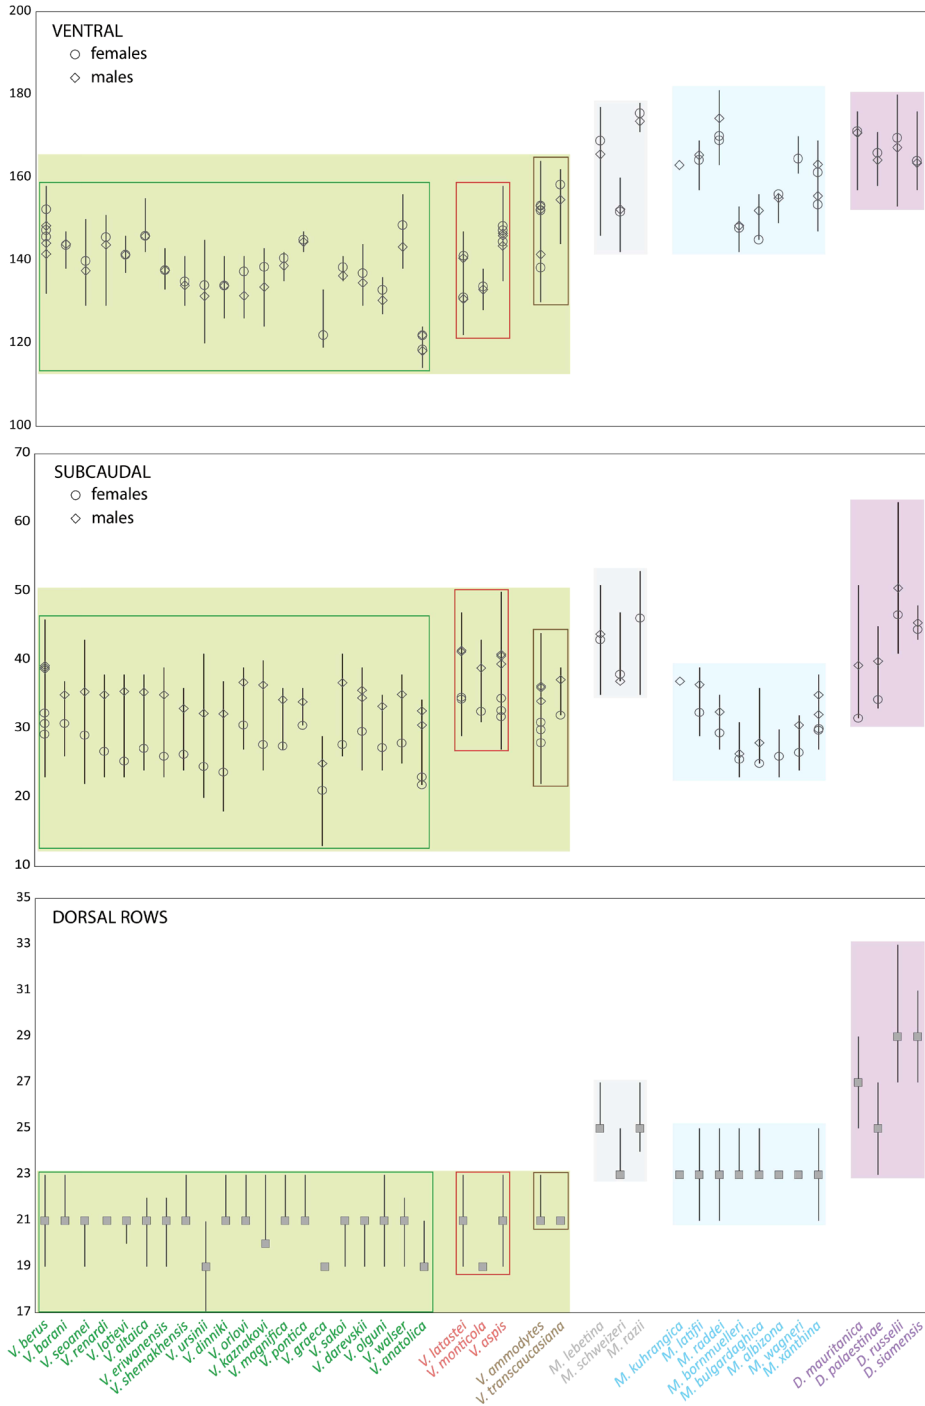 200
180
160
140
120
100
VENTRAL
females
males
70
60
50
40
30
20
10
SUBCAUDAL
females
males
35
33
31
29
27
25
23
21
19
17
DORSAL ROWS
V. berus
V. barani
V. seoanei
V. renardi
V. lotievi
V. altaica
V. eriwanensis
V. shemakhensis
V. ursinii
V. dinniki
V. orlovi
V. kaznakovi
V. magnifica
V. pontica
V. graeca
V. sakoi
V. darevskii
V. olguni
V. walser
V. anatolica
V. latastei
V. monticola
V. aspis
V. ammodytes
V. transcaucasiana
M. lebetina
M. schweizeri
M. razii
M. kuhrangica
M. latifii
M. raddei
M. bornmuelleri
M. bulgardaghica
M. albizona
M. wagneri
M. xanthina
D. mauritanica
D. palaestinae
D. russelii
D. siamensis